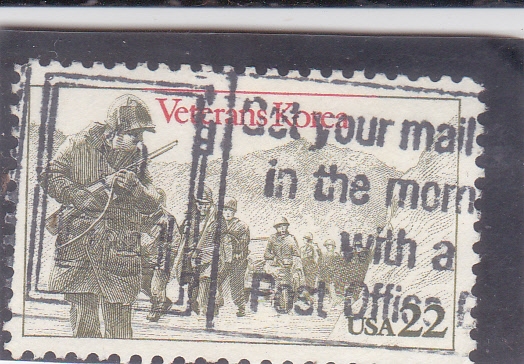 Veterans Korea
Get your mail
in the morn
with a
Post Office
USA 22